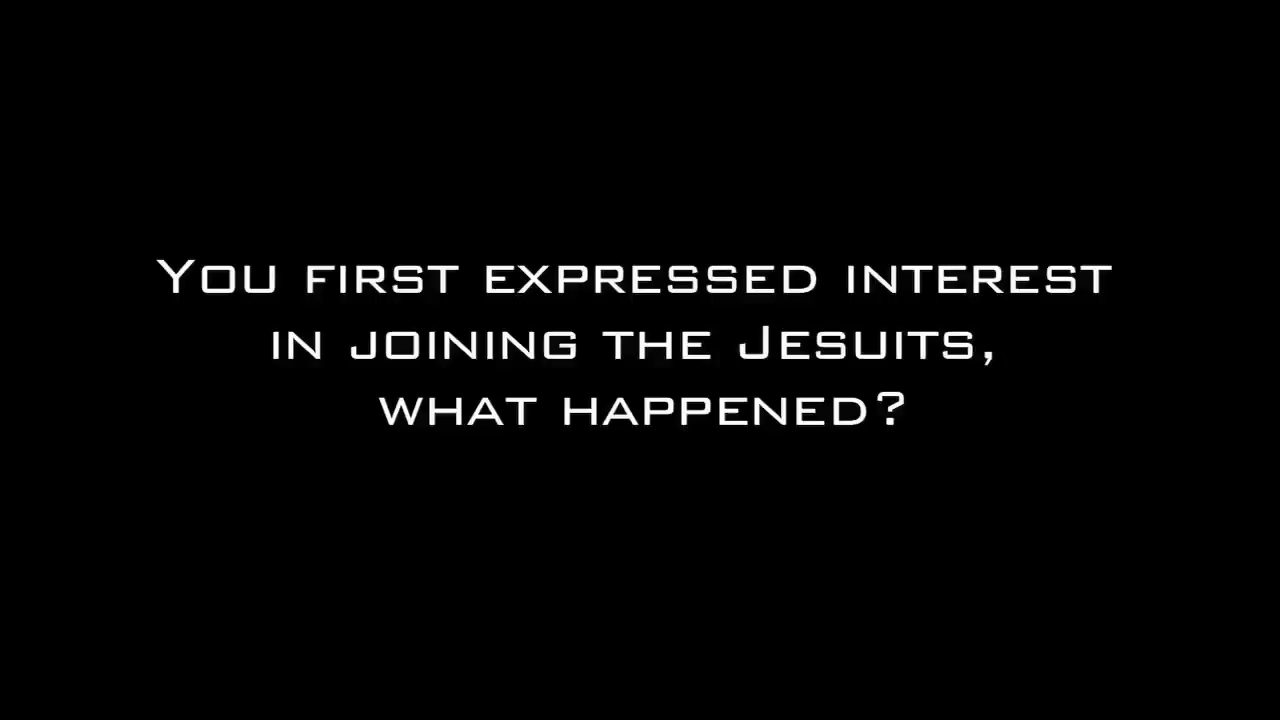 You first expressed interest
in joining the Jesuits,
what happened?